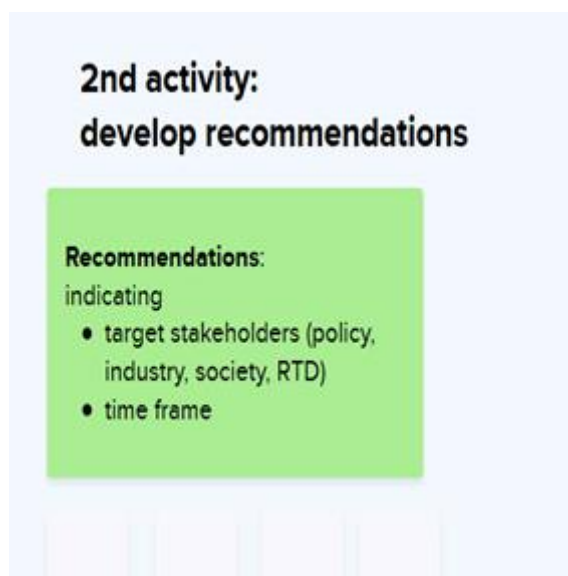 2nd activity:
develop recommendations
Recommendations:
indicating
• target stakeholders (policy,
industry, society, RTD)
• time frame